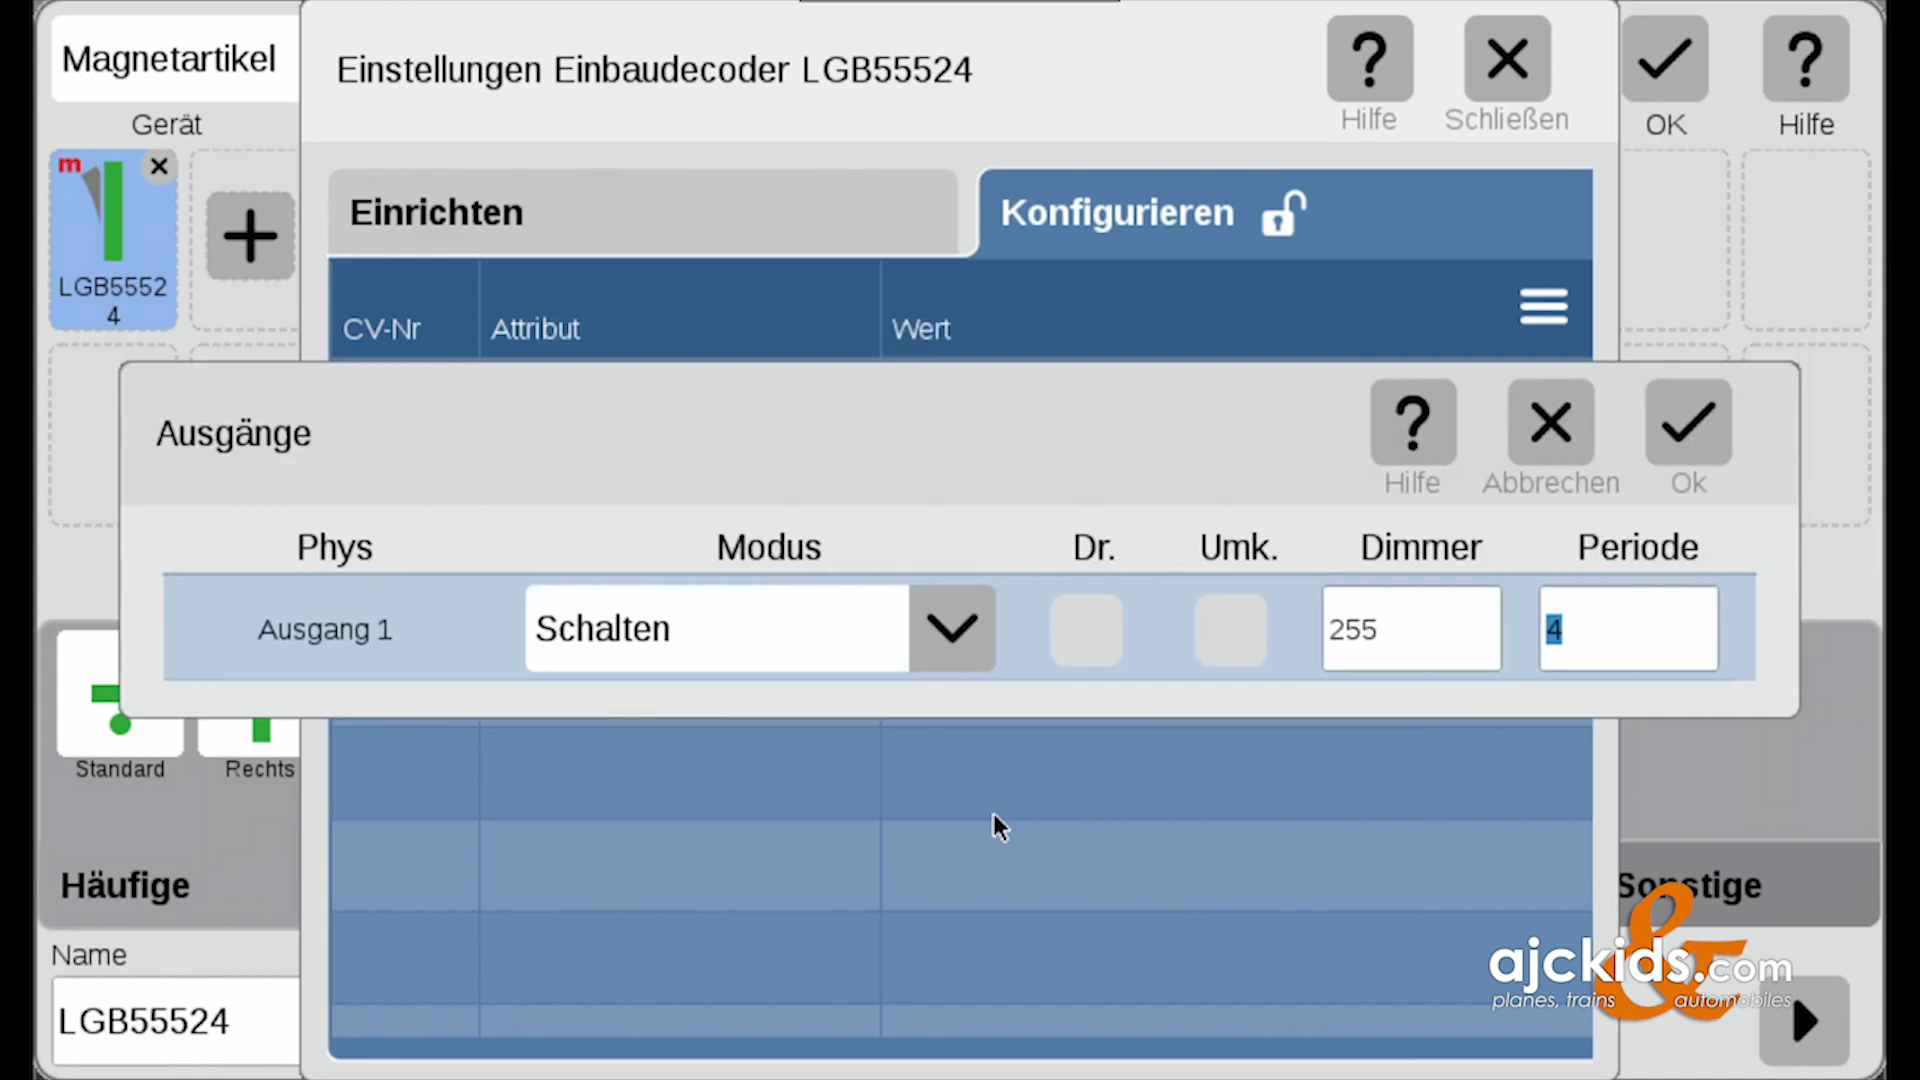 Magnetartikel
Einstellungen Einbaudecoder LGB55524
Hilfe
Schließen
OK
Hilfe
Gerät
m
LGB5552
4
Einrichten
Konfigurieren
CV-Nr
Attribut
Wert
Ausgänge
Hilfe
Abbrechen
Ok
Phys
Modus
Dr.
Umk.
Dimmer
Periode
Ausgang 1
Schalten
255
4
Standard
Rechts
Häufige
Sonstige
Name
LGB55524
ajckids.com
planes, trains & automobiles